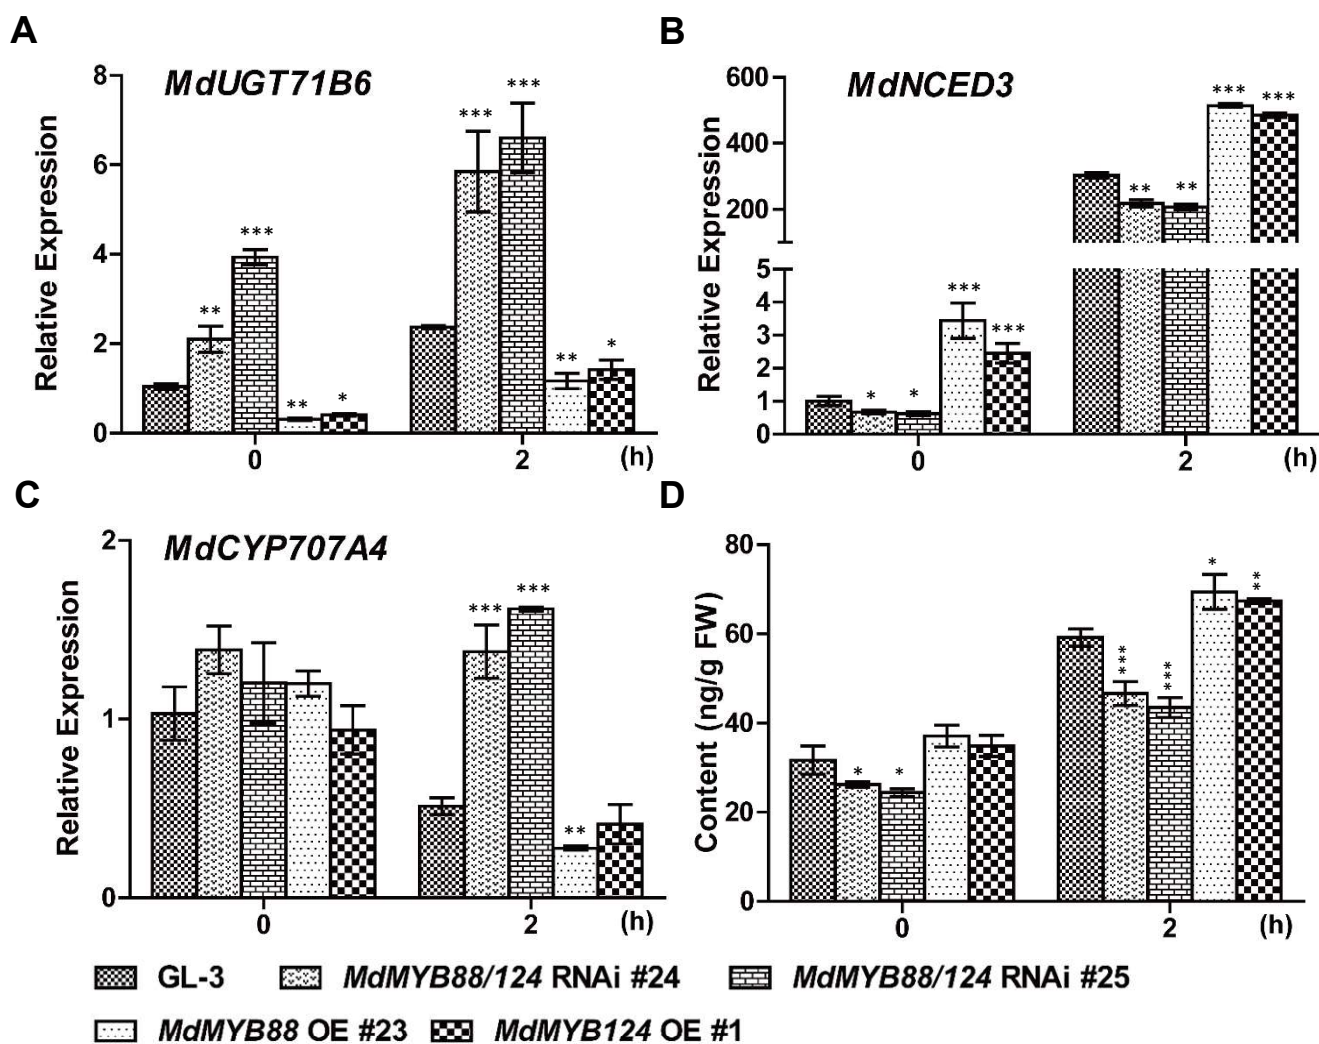 A
MdUGT71B6
Relative Expression
8
6
4
2
0
** *** ** * *** *** ** *
0 2 (h)
B
MdNCED3
Relative Expression
600
400
200
5
4
3
2
1
0
* * *** *** ** ** *** ***
0 2 (h)
C
MdCYP707A4
Relative Expression
2
1
0
*** *** **
0 2 (h)
D
Content (ng/g FW)
80
60
40
20
0
* * *** *** * **
0 2 (h)
GL-3 MdMYB88/124 RNAi #24 MdMYB88/124 RNAi #25
MdMYB88 OE #23 MdMYB124 OE #1